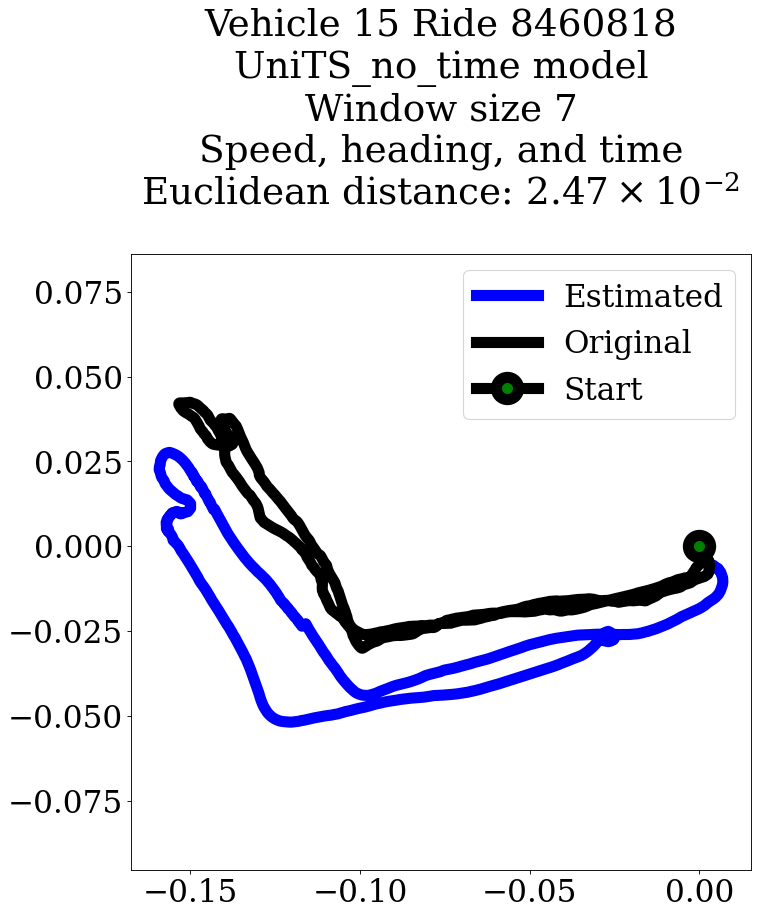 Vehicle 15 Ride 8460818
UniTS_no_time model
Window size 7
Speed, heading, and time
Euclidean distance: 2.47 × 10⁻²
Estimated
Original
Start
0.075
0.050
0.025
0.000
−0.025
−0.050
−0.075
−0.15
−0.10
−0.05
0.00